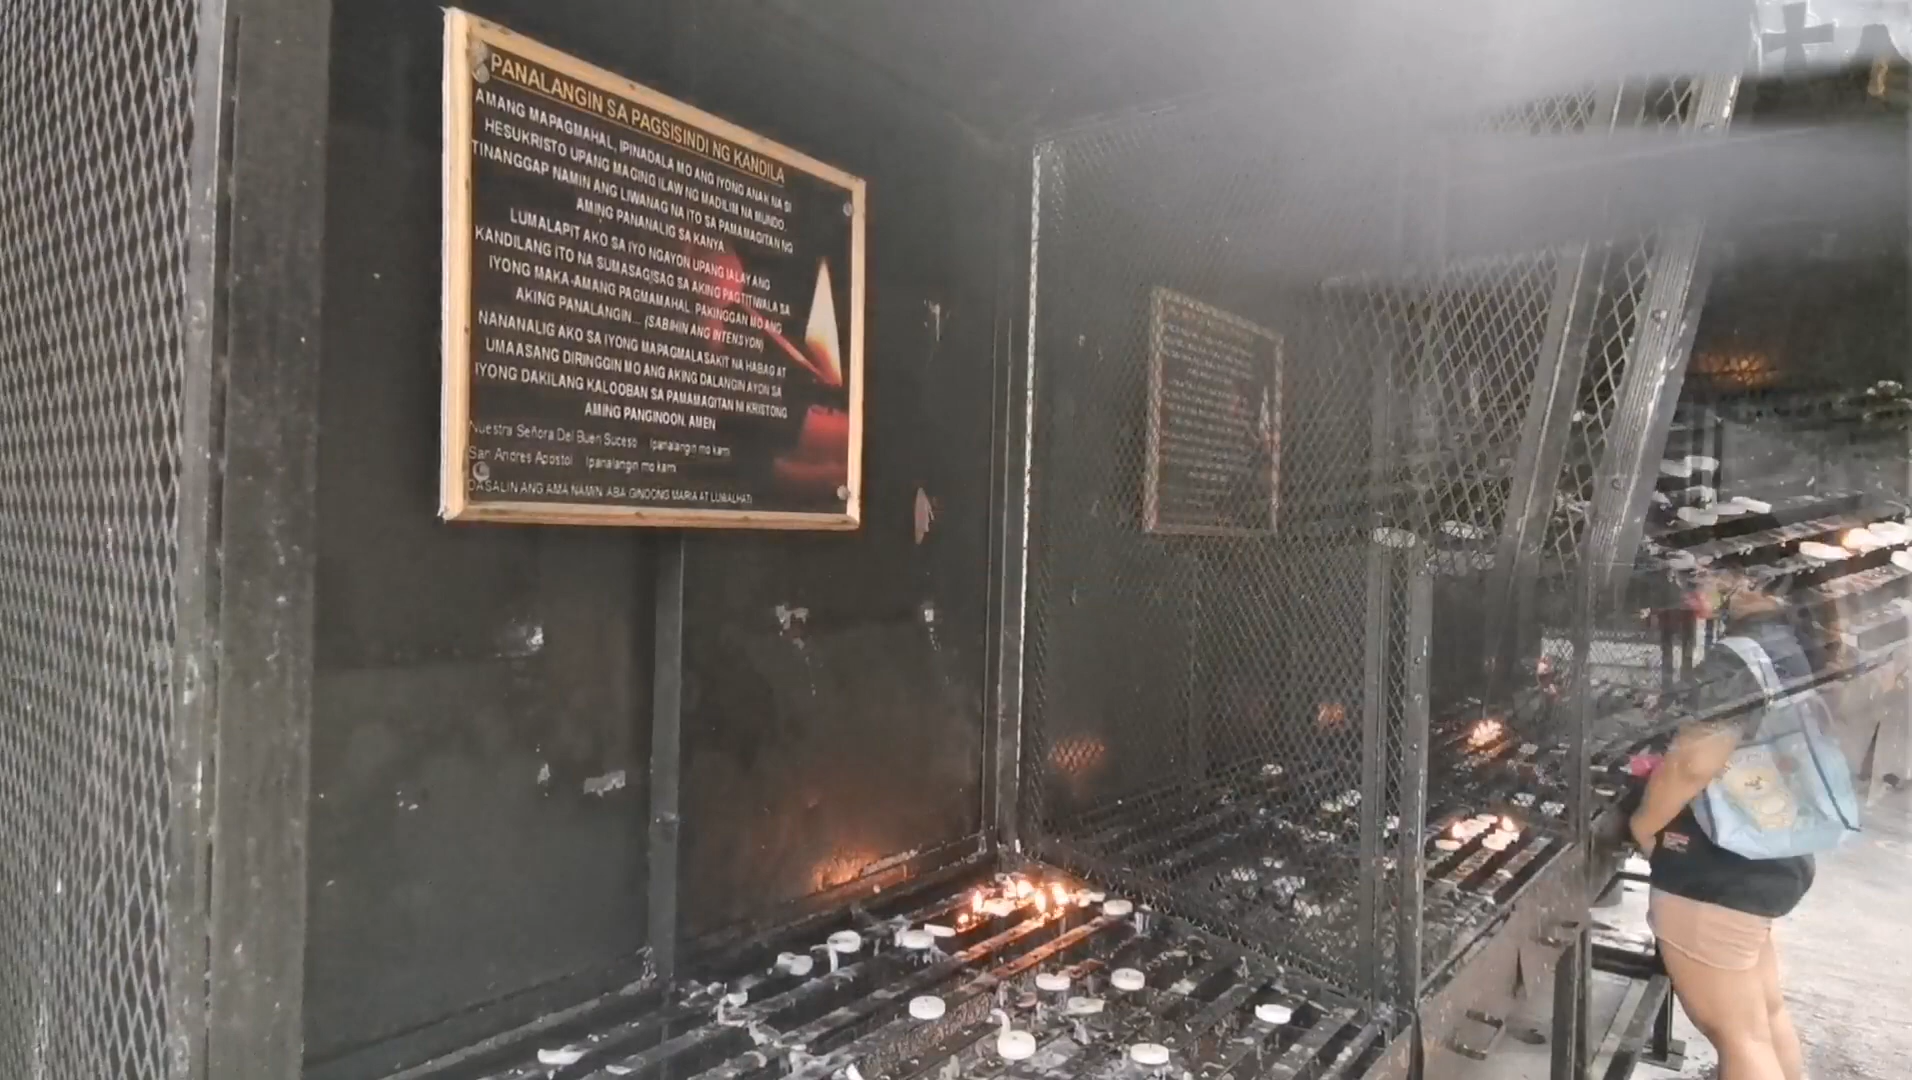 PANALANGIN SA PAGSISINDI NG KANDILA
AMANG MAPAGMAHAL, IPINADALA MO ANG IYONG ANAK NA SI
HESUKRISTO UPANG MAGING ILAW NG MADILIM NA MUNDO.
TINANGGAP NAMIN ANG LIWANAG NA ITO SA PAMAMAGITAN NG
AMING PANANALIG SA KANYA.
LUMALAPIT AKO SA IYO NGAYON UPANG IALAY ANG
KANDILANG ITO NA SUMASAGISAG SA AKING PAGTITIWALA SA
IYONG MAKA-AMANG PAGMAMAHAL. PAKINGGAN MO ANG
AKING PANALANGIN... (SABIHIN ANG INTENSYON)
NANANALIG AKO SA IYONG MAPAGMALASAKIT NA HABAG AT
UMAASANG DIRINGGIN MO ANG AKING DALANGIN AYON SA
IYONG DAKILANG KALOOBAN SA PAMAMAGITAN NI KRISTONG
AMING PANGINOON. AMEN
Nuestra Señora Del Buen Suceso Ipanalangin mo kami
San Andres Apostol Ipanalangin mo kami
DASALIN ANG AMA NAMIN, ABA GINOONG MARIA AT LUWALHATI